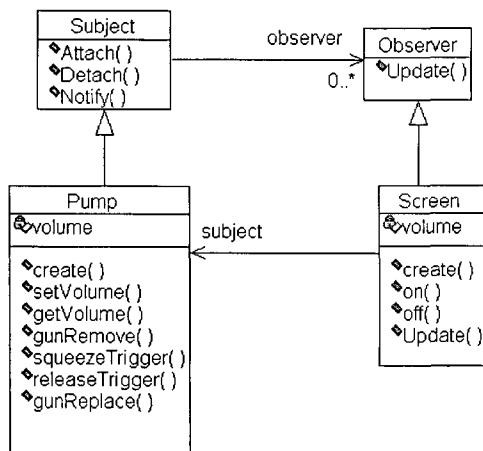 Subject
Attach( )
Detach( )
Notify( )
observer
0..*
Observer
Update( )
Pump
volume
create( )
setVolume( )
getVolume( )
gunRemove( )
squeezeTrigger( )
releaseTrigger( )
gunReplace( )
subject
Screen
volume
create( )
on( )
off( )
Update( )